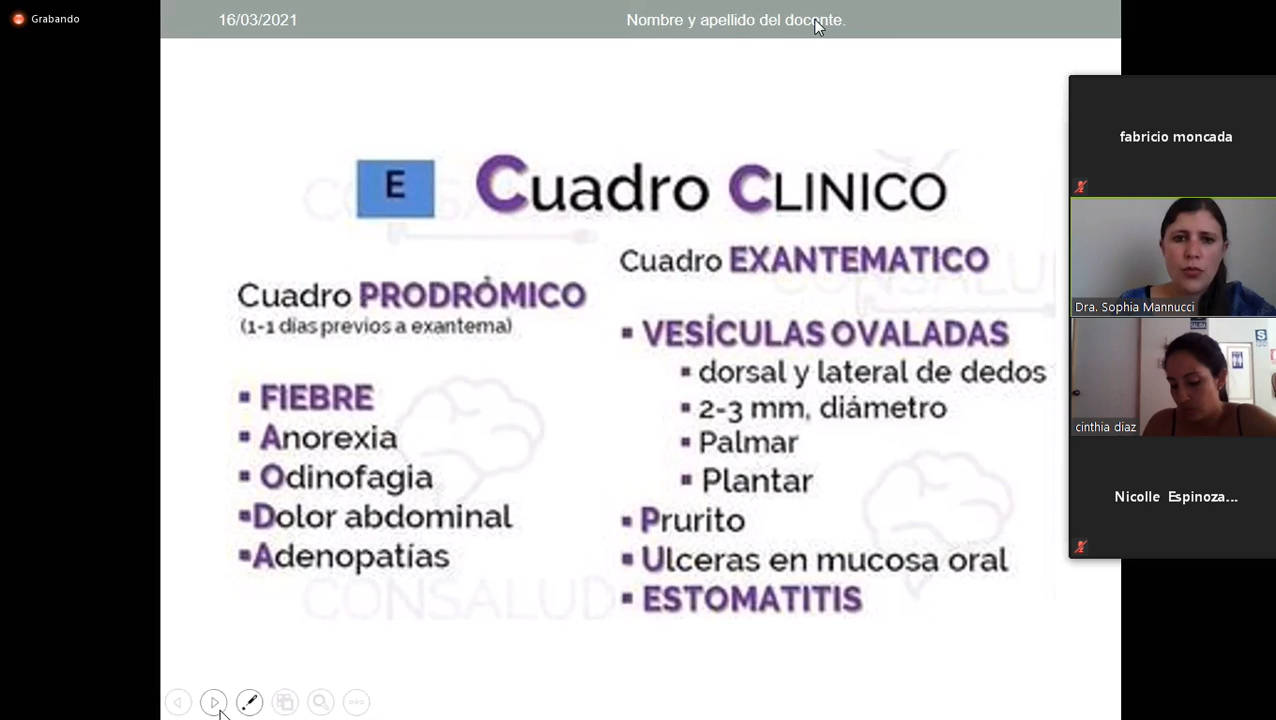 Grabando
16/03/2021
Nombre y apellido del docente.
E
Cuadro CLINICO
Cuadro PRODRÓMICO
(1-1 días previos a exantema)
FIEBRE
Anorexia
Odinofagia
Dolor abdominal
Adenopatías
Cuadro EXANTEMATICO
VESÍCULAS OVALADAS
dorsal y lateral de dedos
2-3 mm, diámetro
Palmar
Plantar
Prurito
Ulceras en mucosa oral
ESTOMATITIS
CONSALUD
fabricio moncada
Dra. Sophia Mannucci
SALIDA
S
cinthia diaz
Nicolle Espinoza...